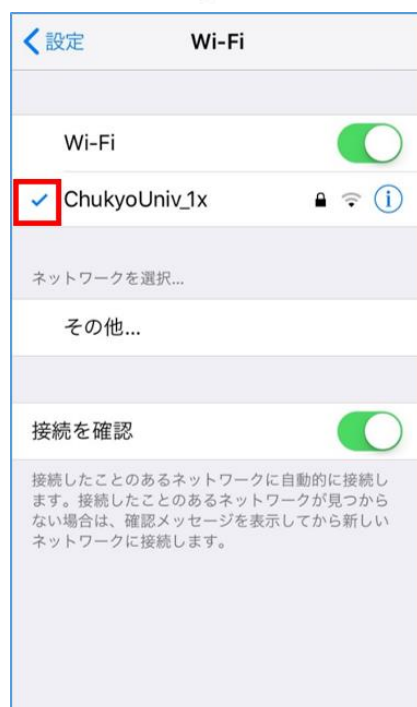 設定 Wi-Fi
Wi-Fi
ChukyoUniv_1x
ネットワークを選択...
その他...
接続を確認
接続したことのあるネットワークに自動的に接続し
ます。接続したことのあるネットワークが見つから
ない場合は、確認メッセージを表示してから新しい
ネットワークに接続します。